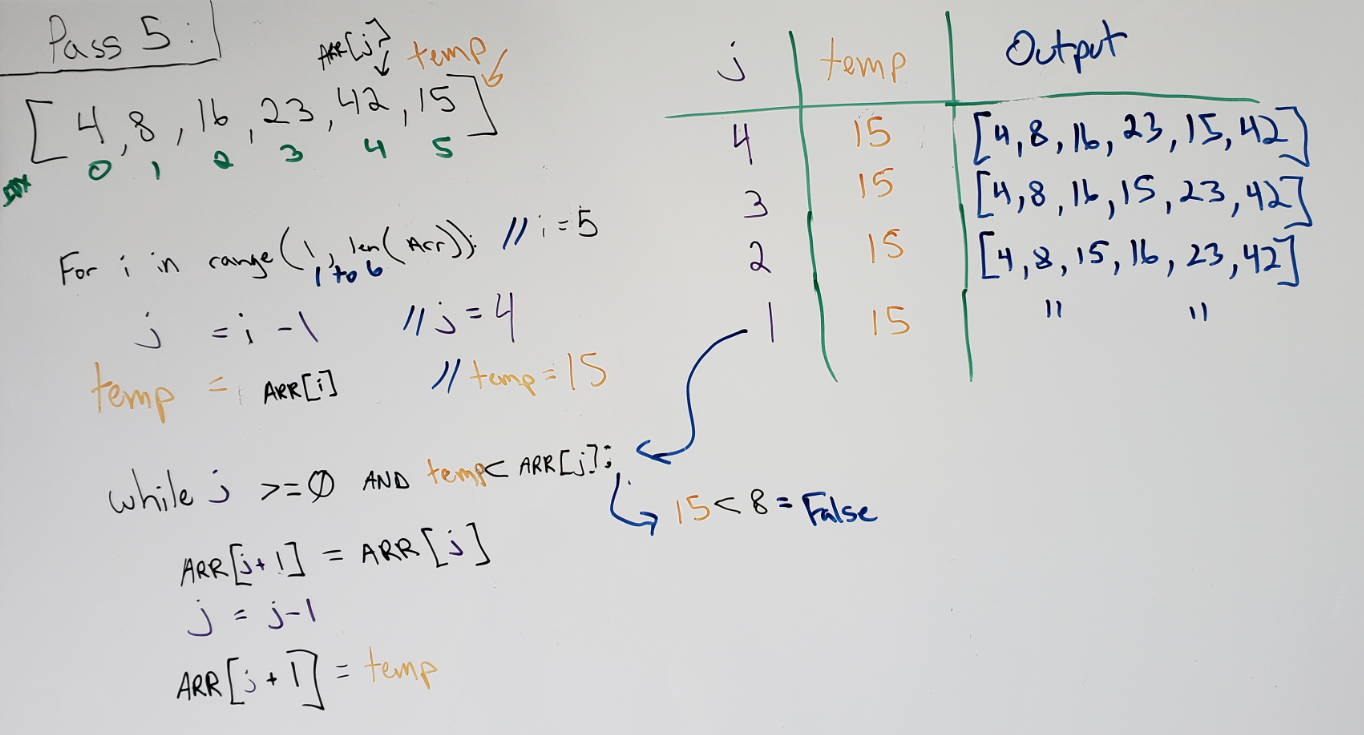 Pass 5:
ARR[j] temp
[4, 8, 16, 23, 42, 15]
0 1 2 3 4 5
For i in range(1, len(Arr)): // i = 5
1 to 6
j = i - 1 // j = 4
temp = ARR[i] // temp = 15
while j >= 0 AND temp < ARR[j]:
ARR[j+1] = ARR[j]
j = j-1
ARR[j+1] = temp
j temp Output
4 15 [4, 8, 16, 23, 15, 42]
3 15 [4, 8, 16, 15, 23, 42]
2 15 [4, 8, 15, 16, 23, 42]
1 15 " "
15 < 8 = False